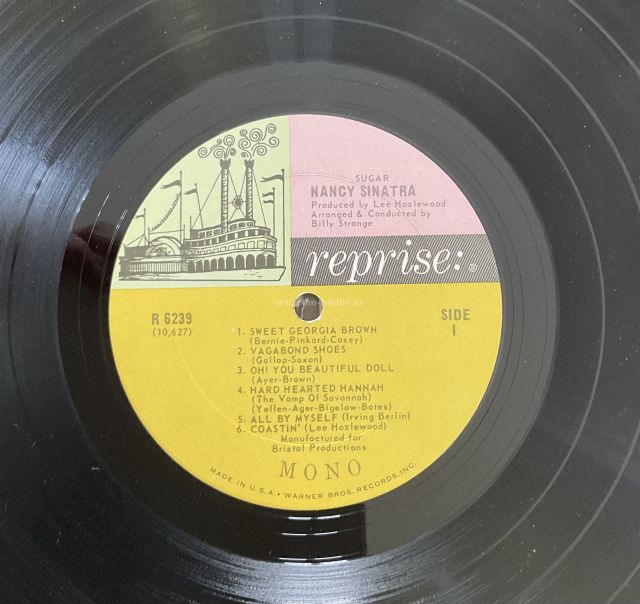 SUGAR
NANCY SINATRA
Produced by Lee Hazlewood
Arranged & Conducted by
Billy Strange
reprise: ®
R 6239
(10,627)
SIDE
1
1. SWEET GEORGIA BROWN
(Bernie-Pinkard-Casey)
2. VAGABOND SHOES
(Gallop-Saxon)
3. OH! YOU BEAUTIFUL DOLL
(Ayer-Brown)
4. HARD HEARTED HANNAH
(The Vamp Of Savannah)
(Yellen-Ager-Bigelow-Bates)
5. ALL BY MYSELF (Irving Berlin)
6. COASTIN' (Lee Hazlewood)
Manufactured for
Bristol Productions
MONO
MADE IN U.S.A. • WARNER BROS. RECORDS, INC.